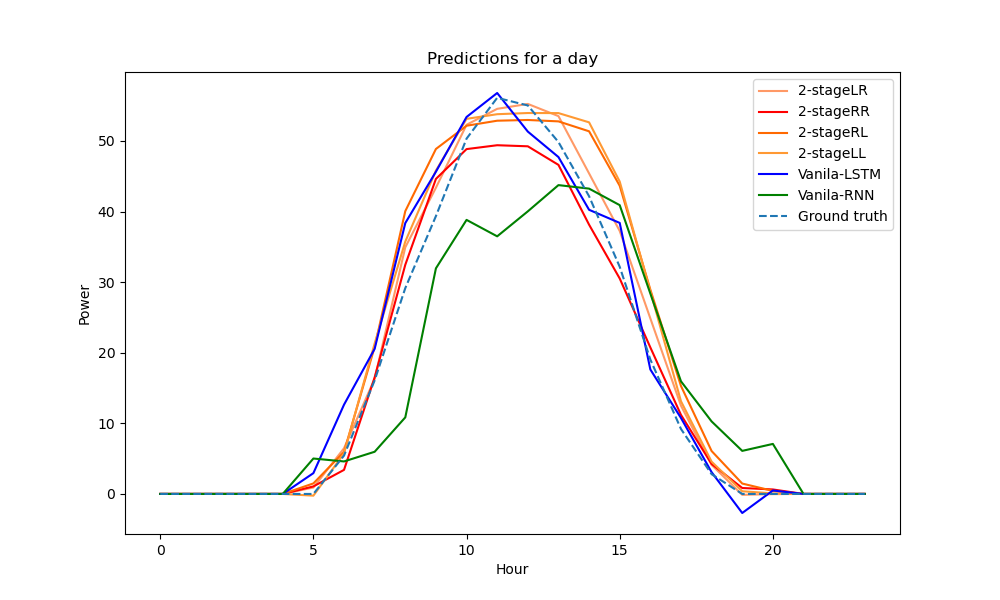 Predictions for a day
2-stageLR
2-stageRR
2-stageRL
2-stageLL
Vanila-LSTM
Vanila-RNN
Ground truth
Power
50
40
30
20
10
0
0 5 10 15 20
Hour